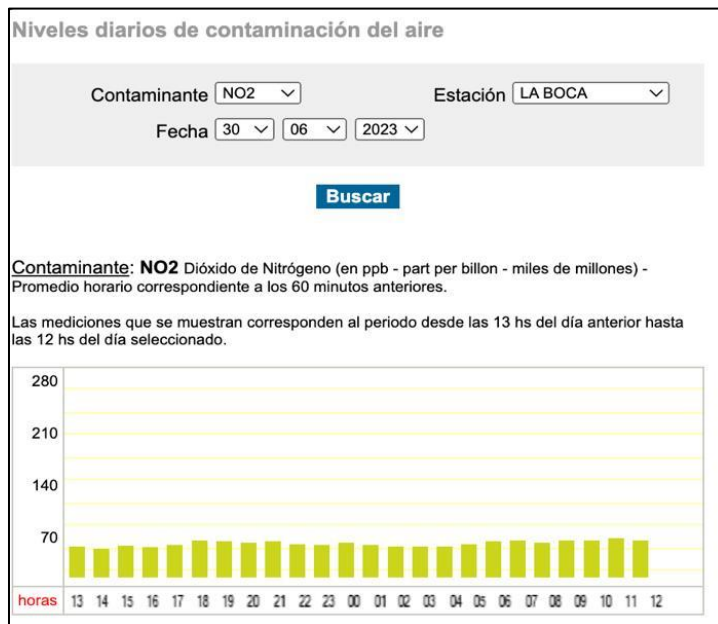 Niveles diarios de contaminación del aire
Contaminante NO2 Estación LA BOCA
Fecha 30 06 2023
Buscar
Contaminante: NO2 Dióxido de Nitrógeno (en ppb - part per billon - miles de millones) -
Promedio horario correspondiente a los 60 minutos anteriores.
Las mediciones que se muestran corresponden al periodo desde las 13 hs del día anterior hasta
las 12 hs del día seleccionado.
280
210
140
70
horas 13 14 15 16 17 18 19 20 21 22 23 00 01 02 03 04 05 06 07 08 09 10 11 12